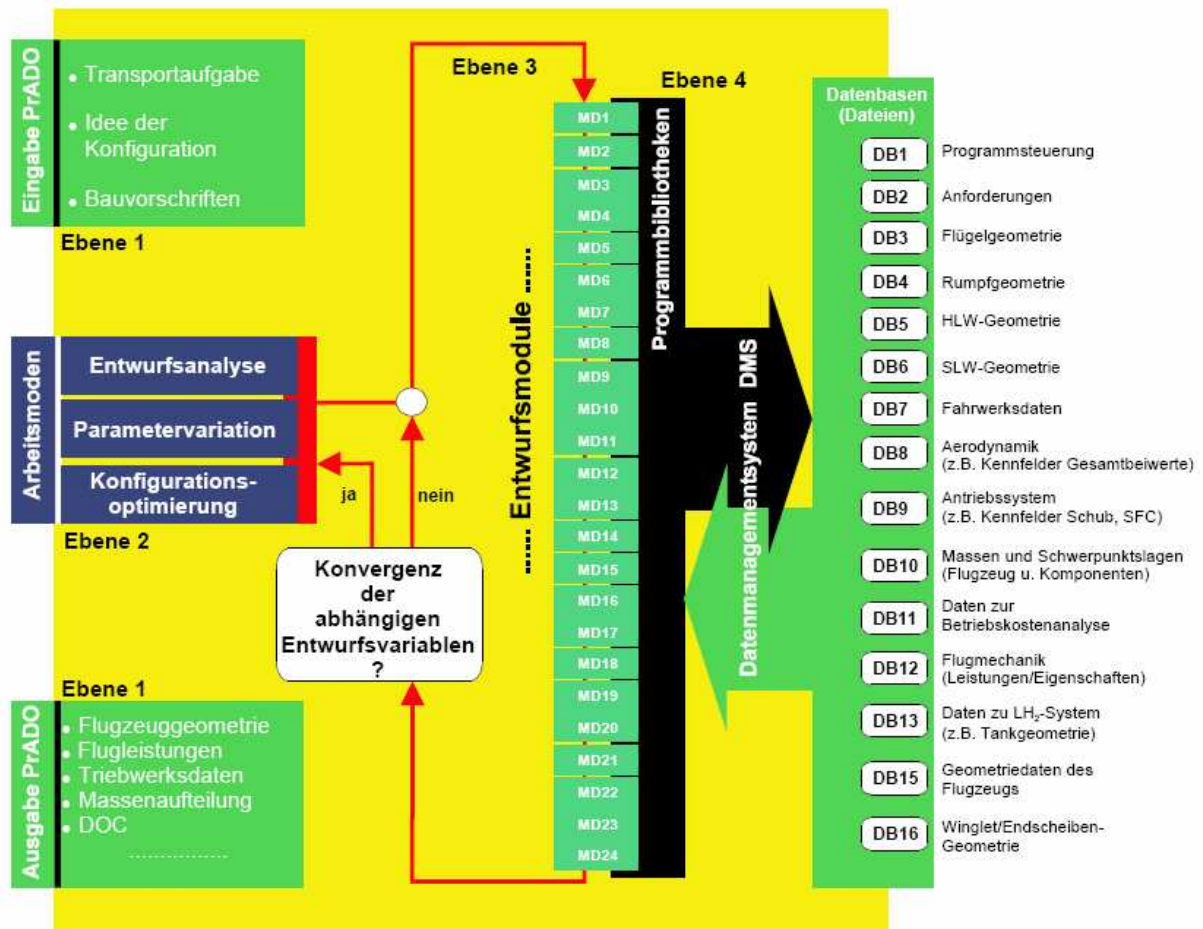 Eingabe PrADO
• Transportaufgabe
• Idee der
Konfiguration
• Bauvorschriften
Ebene 1
Arbeitsmoden
Entwurfsanalyse
Parametervariation
Konfigurations-
optimierung
Ebene 2
ja
nein
Konvergenz
der
abhängigen
Entwurfsvariablen
?
Ebene 1
Ausgabe PrADO
• Flugzeuggeometrie
• Flugleistungen
• Triebwerksdaten
• Massenaufteilung
• DOC
................
Ebene 3
...... Entwurfsmodule ......
MD1
MD2
MD3
MD4
MD5
MD6
MD7
MD8
MD9
MD10
MD11
MD12
MD13
MD14
MD15
MD16
MD17
MD18
MD19
MD20
MD21
MD22
MD23
MD24
Ebene 4
Programmbibliotheken
Datenmanagementsystem DMS
Datenbasen
(Dateien)
DB1 Programmsteuerung
DB2 Anforderungen
DB3 Flügelgeometrie
DB4 Rumpfgeometrie
DB5 HLW-Geometrie
DB6 SLW-Geometrie
DB7 Fahrwerksdaten
DB8 Aerodynamik
(z.B. Kennfelder Gesamtbeiwerte)
DB9 Antriebssystem
(z.B. Kennfelder Schub, SFC)
DB10 Massen und Schwerpunktslagen
(Flugzeug u. Komponenten)
DB11 Daten zur
Betriebskostenanalyse
DB12 Flugmechanik
(Leistungen/Eigenschaften)
DB13 Daten zu LH₂-System
(z.B. Tankgeometrie)
DB15 Geometriedaten des
Flugzeugs
DB16 Winglet/Endscheiben-
Geometrie